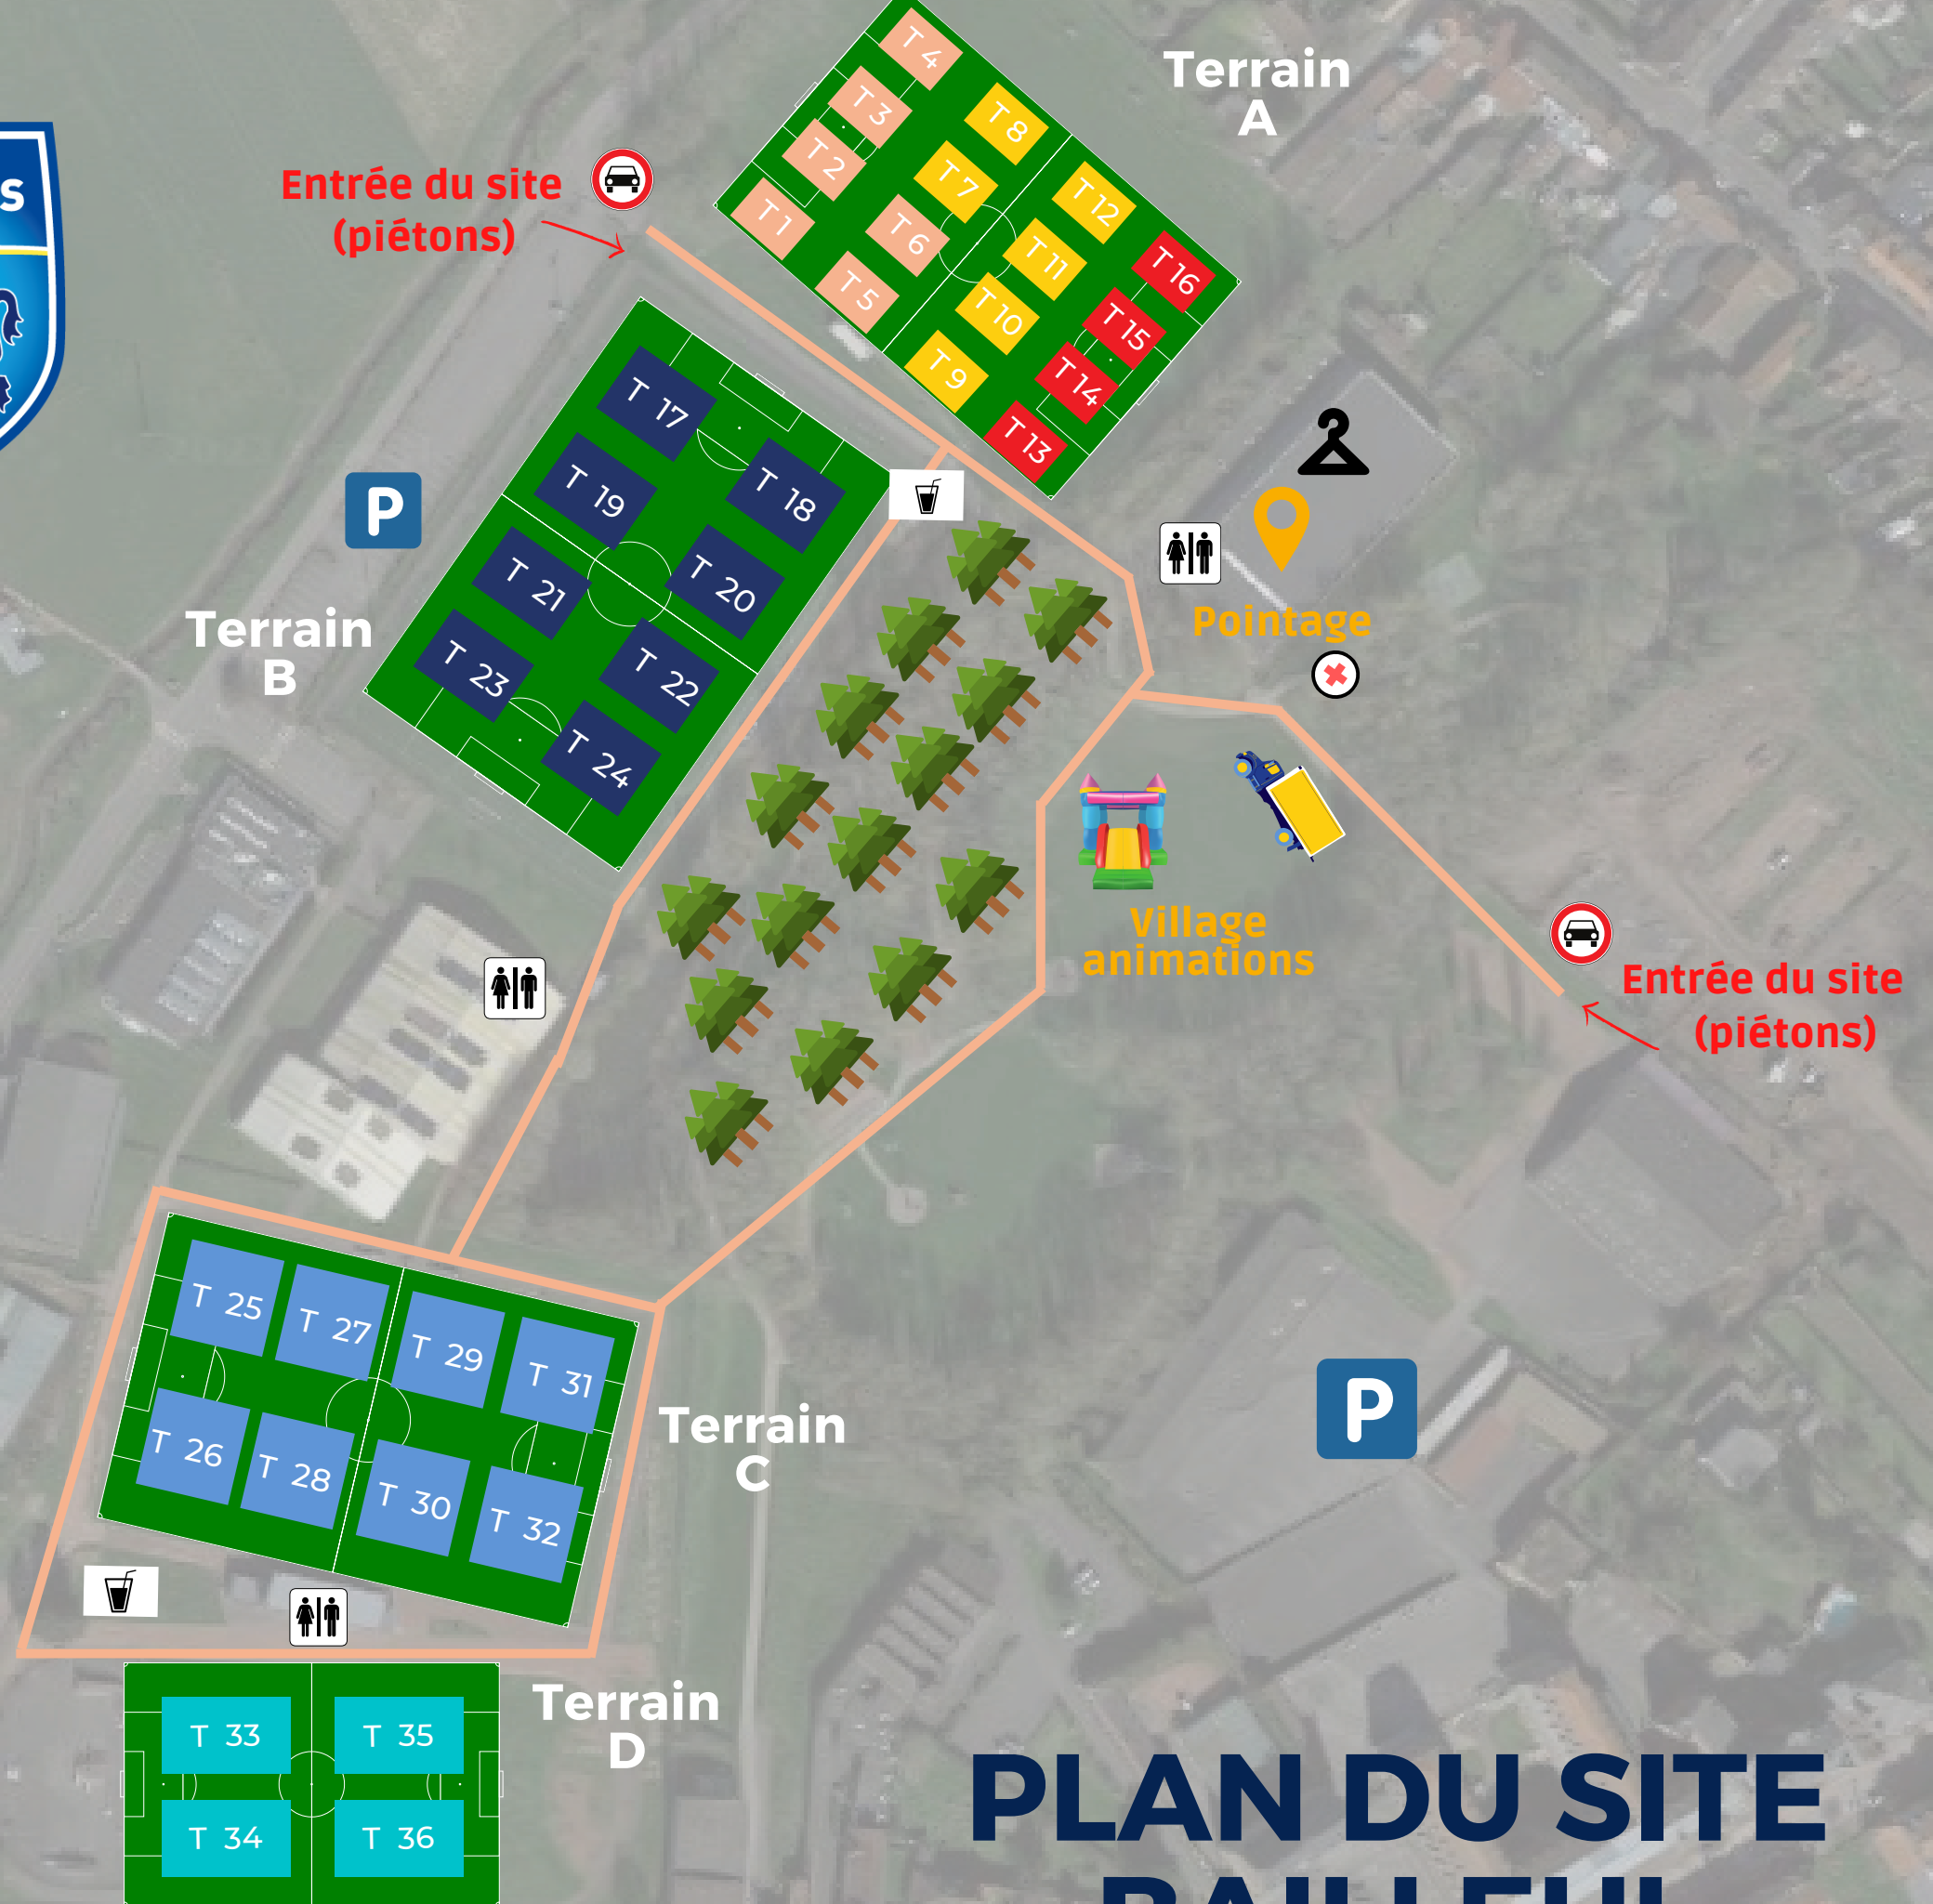 Terrain
A
T 4
T 3
T 8
T 2
T 7
T 12
T 1
T 6
T 11
T 16
T 5
T 10
T 15
T 9
T 14
T 13
Entrée du site
(piétons)
S
P
T 17
T 19
T 18
T 21
T 20
T 23
T 22
T 24
Terrain
B
Pointage
Village
animations
Entrée du site
(piétons)
T 25
T 27
T 29
T 31
T 26
T 28
T 30
T 32
Terrain
C
P
Terrain
D
T 33
T 35
T 34
T 36
PLAN DU SITE
BAILLEUL